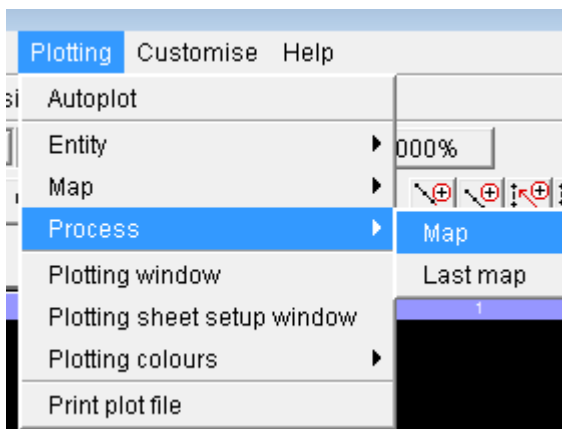 Plotting Customise Help
si Autoplot
Entity 000%
Map
Process Map
Plotting window Last map
Plotting sheet setup window 1
Plotting colours
Print plot file